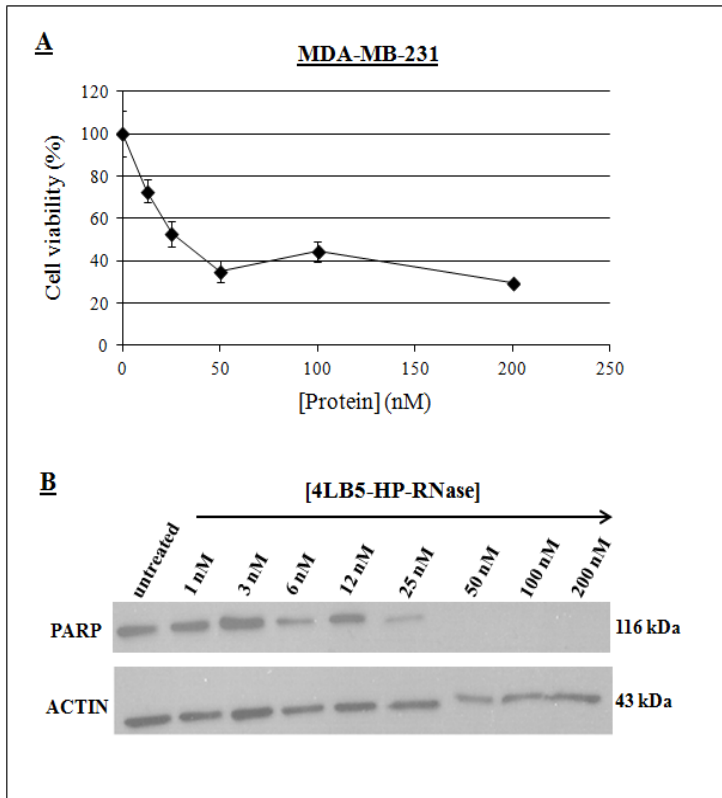 A
MDA-MB-231
120
100
80
60
40
20
0
Cell viability (%)
0 50 100 150 200 250
[Protein] (nM)
B
[4LB5-HP-RNase]
untreated 1 nM 3 nM 6 nM 12 nM 25 nM 50 nM 100 nM 200 nM
PARP 116 kDa
ACTIN 43 kDa